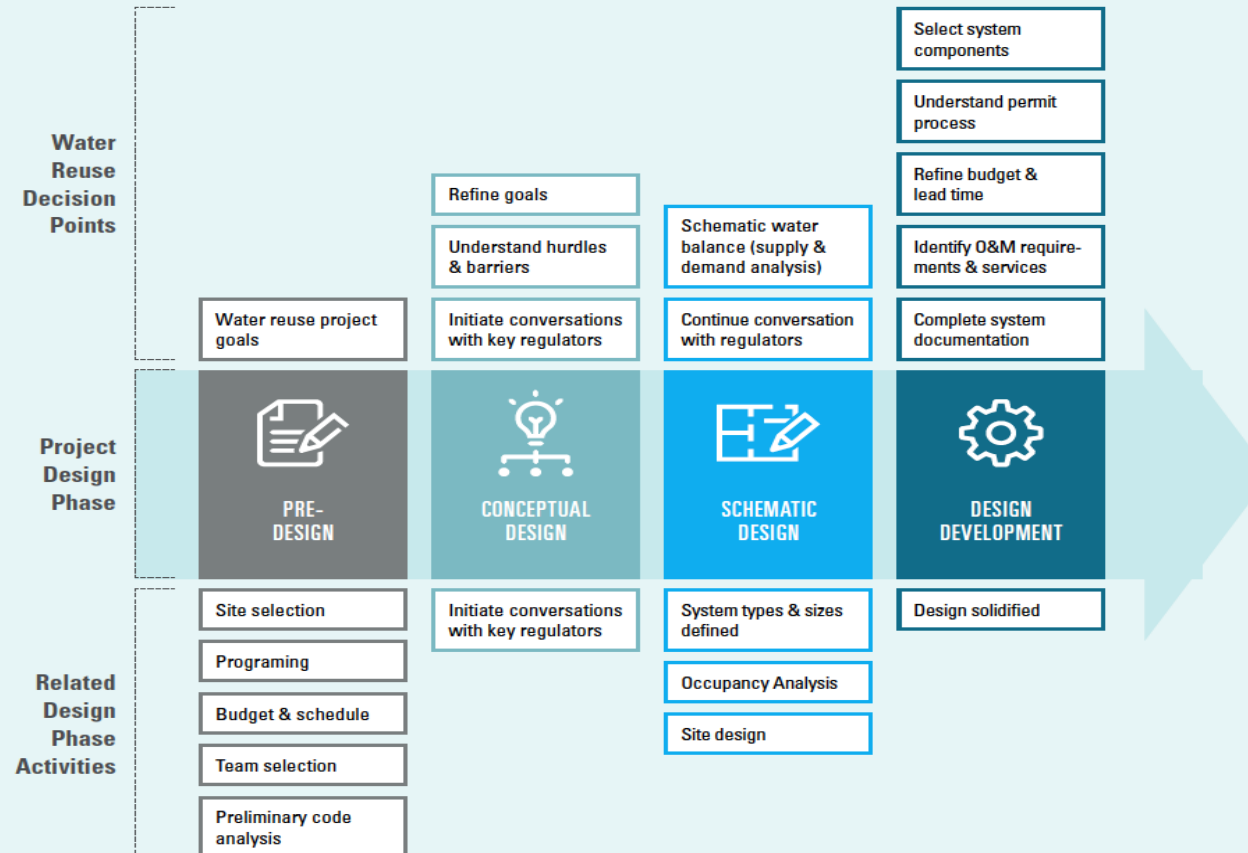 Water
Reuse
Decision
Points
Water reuse project
goals
Refine goals
Understand hurdles
& barriers
Initiate conversations
with key regulators
Schematic water
balance (supply &
demand analysis)
Continue conversation
with regulators
Select system
components
Understand permit
process
Refine budget &
lead time
Identify O&M require-
ments & services
Complete system
documentation
Project
Design
Phase
PRE-
DESIGN
CONCEPTUAL
DESIGN
SCHEMATIC
DESIGN
DESIGN
DEVELOPMENT
Related
Design
Phase
Activities
Site selection
Programing
Budget & schedule
Team selection
Preliminary code
analysis
Initiate conversations
with key regulators
System types & sizes
defined
Occupancy Analysis
Site design
Design solidified